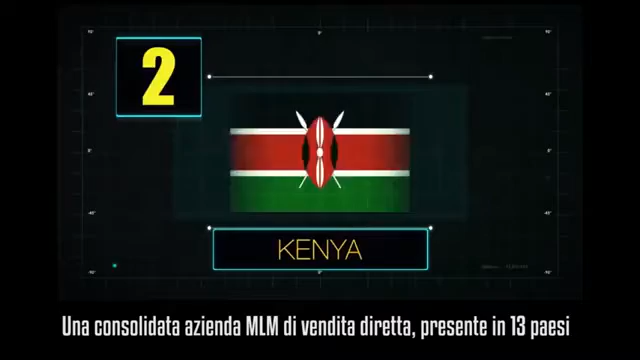 2
KENYA
Una consolidata azienda MLM di vendita diretta, presente in 13 paesi